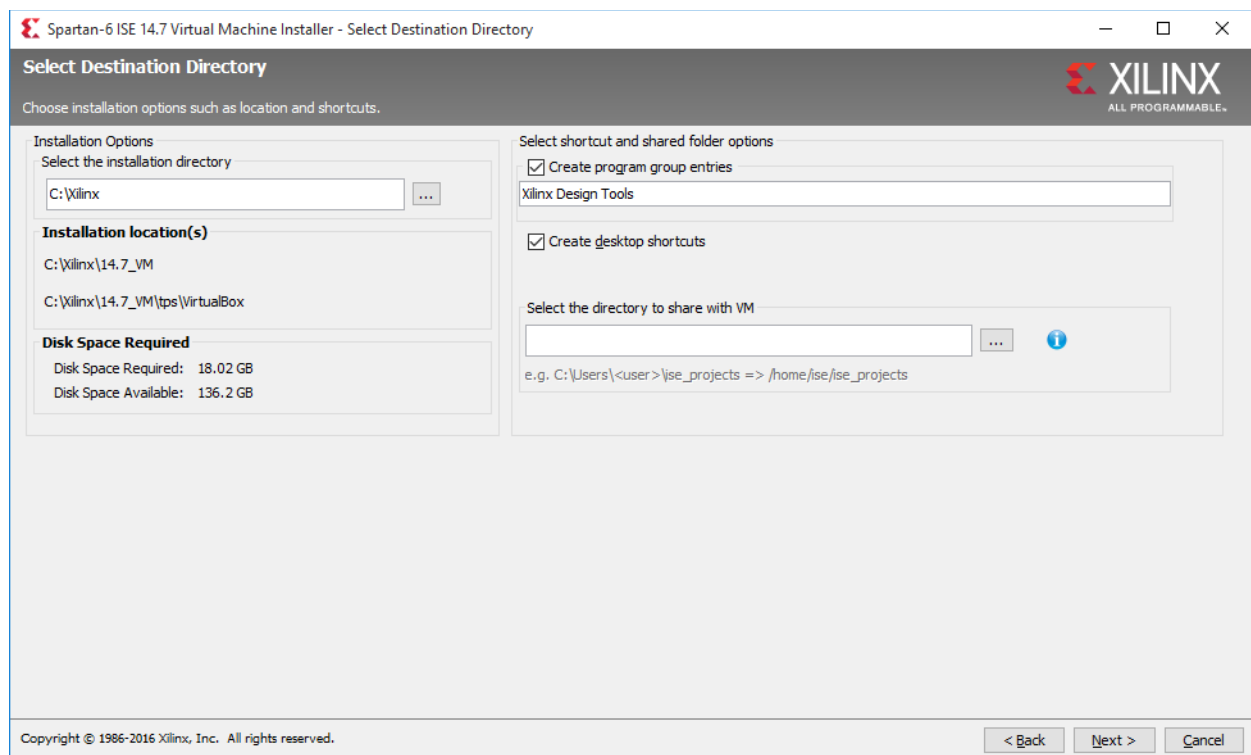 Spartan-6 ISE 14.7 Virtual Machine Installer - Select Destination Directory
Select Destination Directory
Choose installation options such as location and shortcuts.
XILINX
ALL PROGRAMMABLE™
Installation Options
Select the installation directory
C:\Xilinx
...
Installation location(s)
C:\Xilinx\14.7_VM
C:\Xilinx\14.7_VM\tps\VirtualBox
Disk Space Required
Disk Space Required: 18.02 GB
Disk Space Available: 136.2 GB
Select shortcut and shared folder options
Create program group entries
Xilinx Design Tools
Create desktop shortcuts
Select the directory to share with VM
...
e.g. C:\Users\<user>\ise_projects => /home/ise/ise_projects
Copyright © 1986-2016 Xilinx, Inc. All rights reserved.
< Back
Next >
Cancel